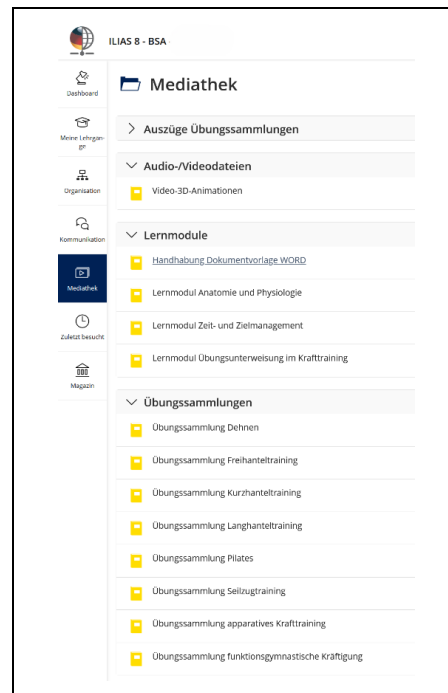 ILIAS 8 - BSA
Dashboard
Meine Lehrgän-
ge
Organisation
Kommunikation
Mediathek
Zuletzt besucht
Magazin
Mediathek
Auszüge Übungssammlungen
Audio-/Videodateien
Video-3D-Animationen
Lernmodule
Handhabung Dokumentvorlage WORD
Lernmodul Anatomie und Physiologie
Lernmodul Zeit- und Zielmanagement
Lernmodul Übungsunterweisung im Krafttraining
Übungssammlungen
Übungssammlung Dehnen
Übungssammlung Freihanteltraining
Übungssammlung Kurzhanteltraining
Übungssammlung Langhanteltraining
Übungssammlung Pilates
Übungssammlung Seilzugtraining
Übungssammlung apparatives Krafttraining
Übungssammlung funktionsgymnastische Kräftigung